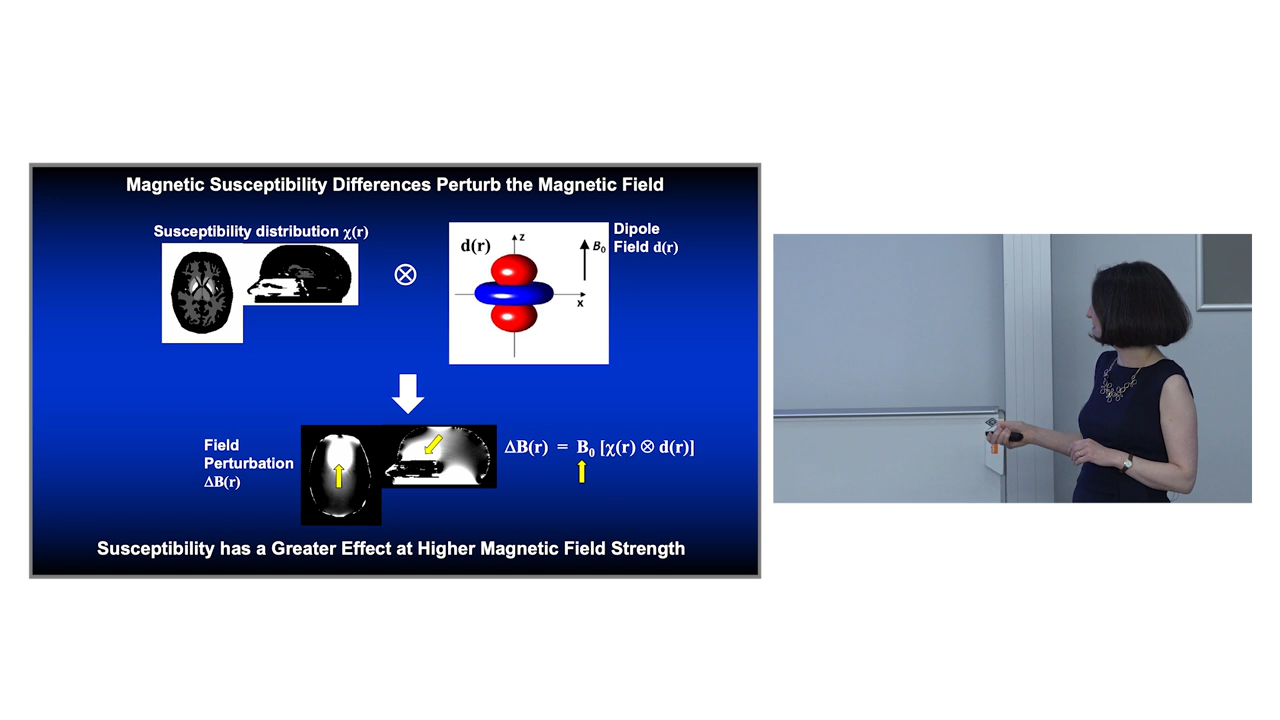 Magnetic Susceptibility Differences Perturb the Magnetic Field
Susceptibility distribution χ(r)
⊗
d(r)
z
B₀
x
Dipole
Field d(r)
Field
Perturbation
ΔB(r)
ΔB(r) = B₀ [χ(r) ⊗ d(r)]
Susceptibility has a Greater Effect at Higher Magnetic Field Strength